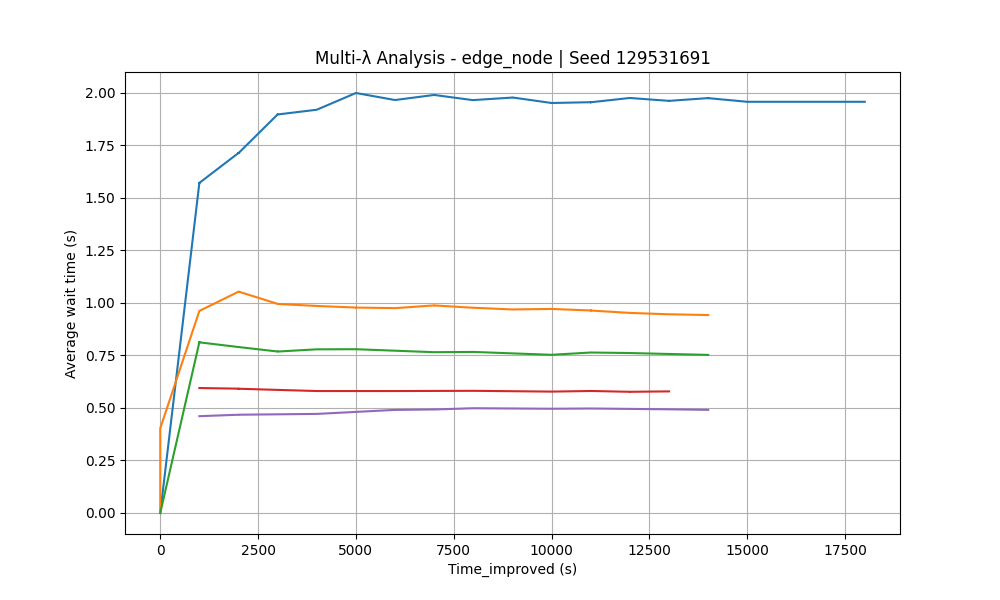 Multi-λ Analysis - edge_node | Seed 129531691
Average wait time (s)
2.00
1.75
1.50
1.25
1.00
0.75
0.50
0.25
0.00
0 2500 5000 7500 10000 12500 15000 17500
Time_improved (s)